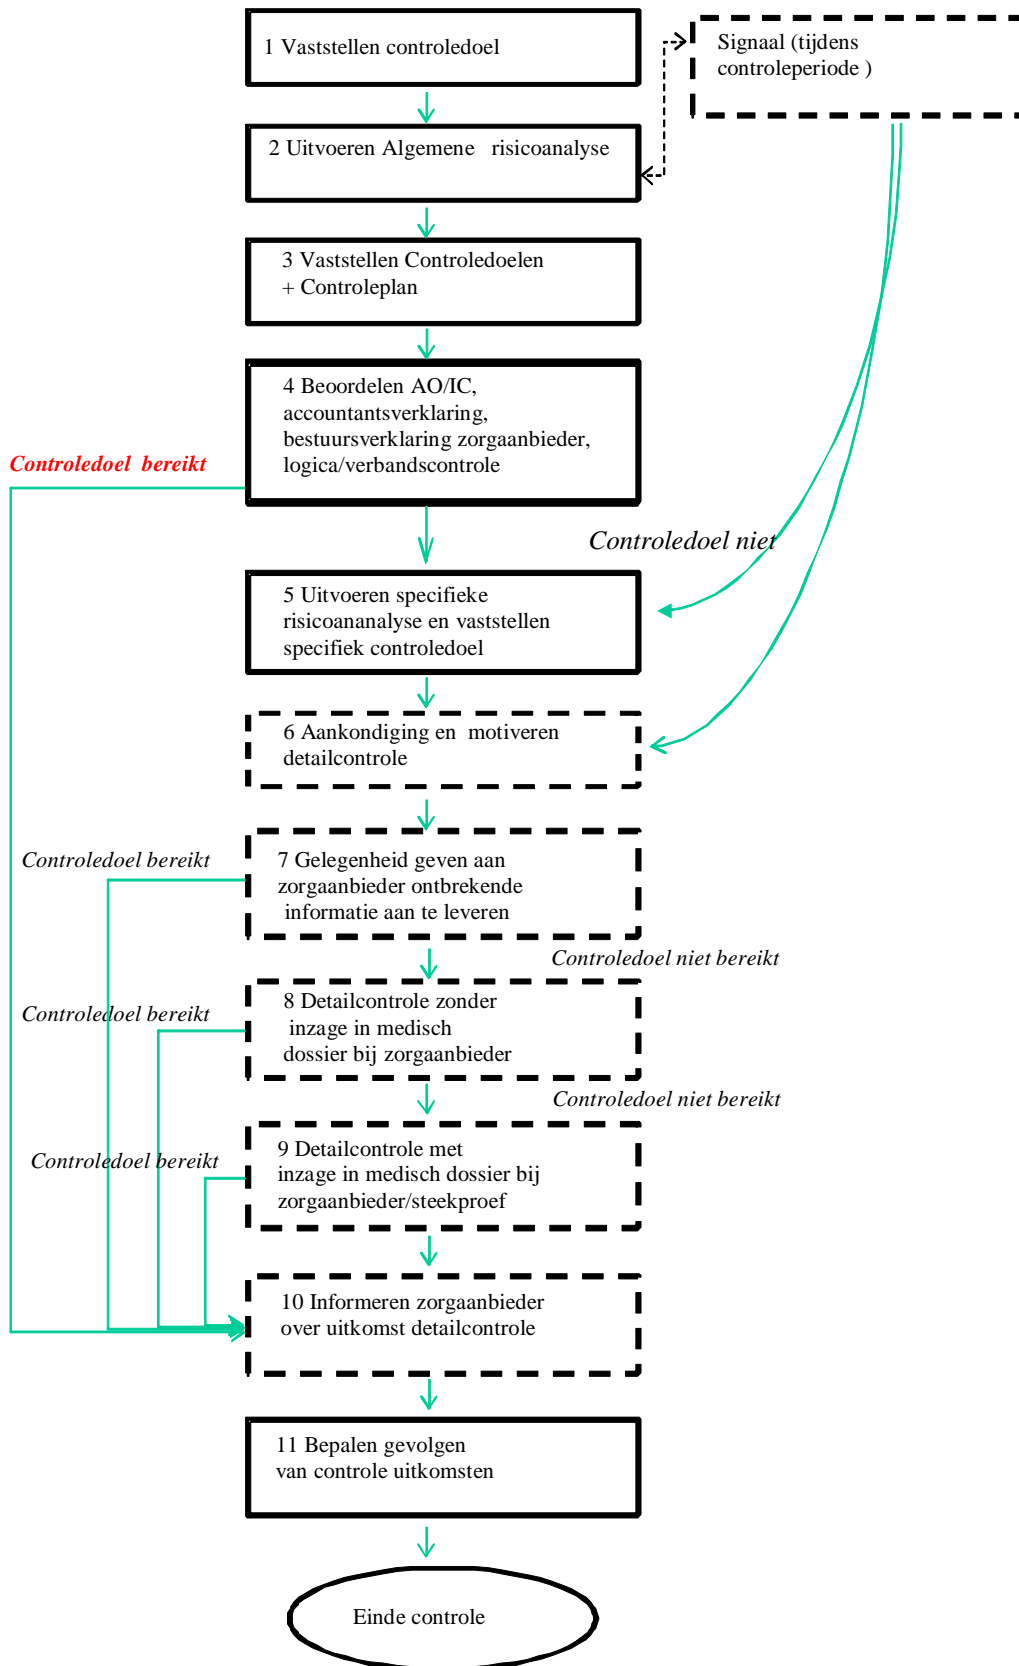 1 Vaststellen controledoel
Signaal (tijdens
controleperiode )
2 Uitvoeren Algemene risicoanalyse
3 Vaststellen Controledoelen
+ Controleplan
4 Beoordelen AO/IC,
accountantsverklaring,
bestuursverklaring zorgaanbieder,
logica/verbandscontrole
Controledoel bereikt
Controledoel niet
5 Uitvoeren specifieke
risicoananalyse en vaststellen
specifiek controledoel
6 Aankondiging en motiveren
detailcontrole
7 Gelegenheid geven aan
zorgaanbieder ontbrekende
informatie aan te leveren
Controledoel bereikt
Controledoel niet bereikt
8 Detailcontrole zonder
inzage in medisch
dossier bij zorgaanbieder
Controledoel bereikt
Controledoel niet bereikt
9 Detailcontrole met
inzage in medisch dossier bij
zorgaanbieder/steekproef
Controledoel bereikt
10 Informeren zorgaanbieder
over uitkomst detailcontrole
11 Bepalen gevolgen
van controle uitkomsten
Einde controle